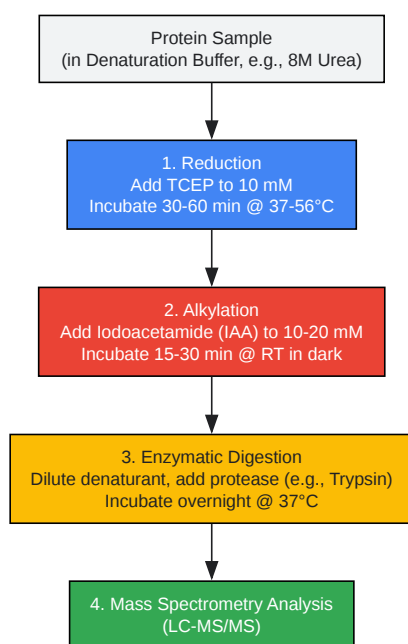 Protein Sample
(in Denaturation Buffer, e.g., 8M Urea)
1. Reduction
Add TCEP to 10 mM
Incubate 30-60 min @ 37-56°C
2. Alkylation
Add Iodoacetamide (IAA) to 10-20 mM
Incubate 15-30 min @ RT in dark
3. Enzymatic Digestion
Dilute denaturant, add protease (e.g., Trypsin)
Incubate overnight @ 37°C
4. Mass Spectrometry Analysis
(LC-MS/MS)